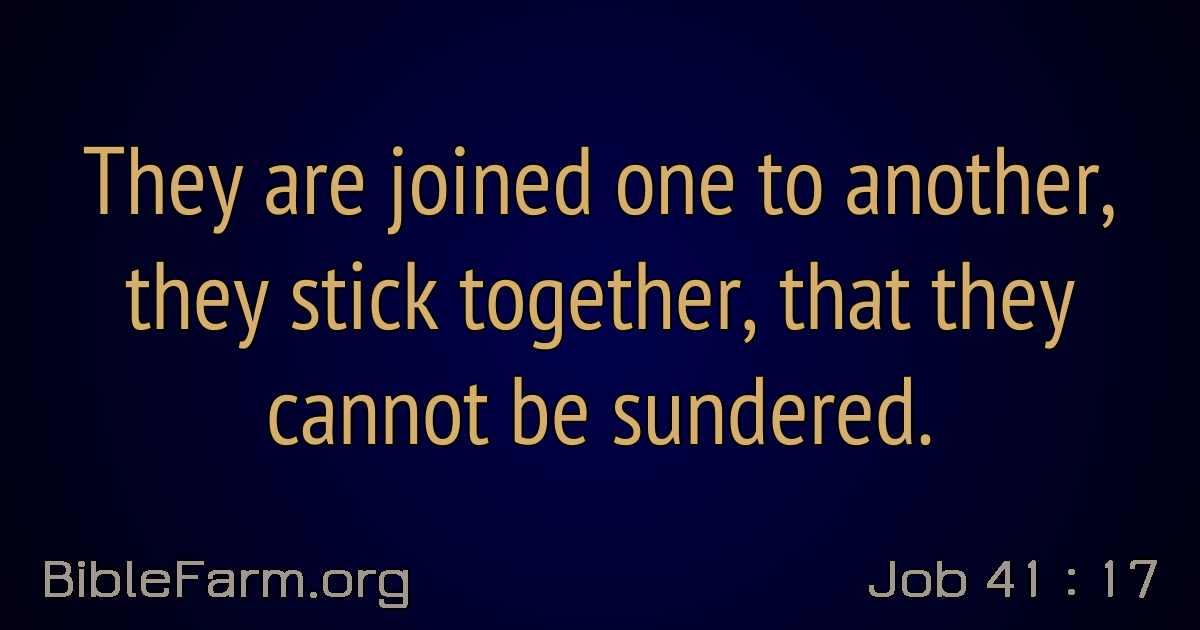 They are joined one to another,
they stick together, that they
cannot be sundered.
BibleFarm.org
Job 41 : 17